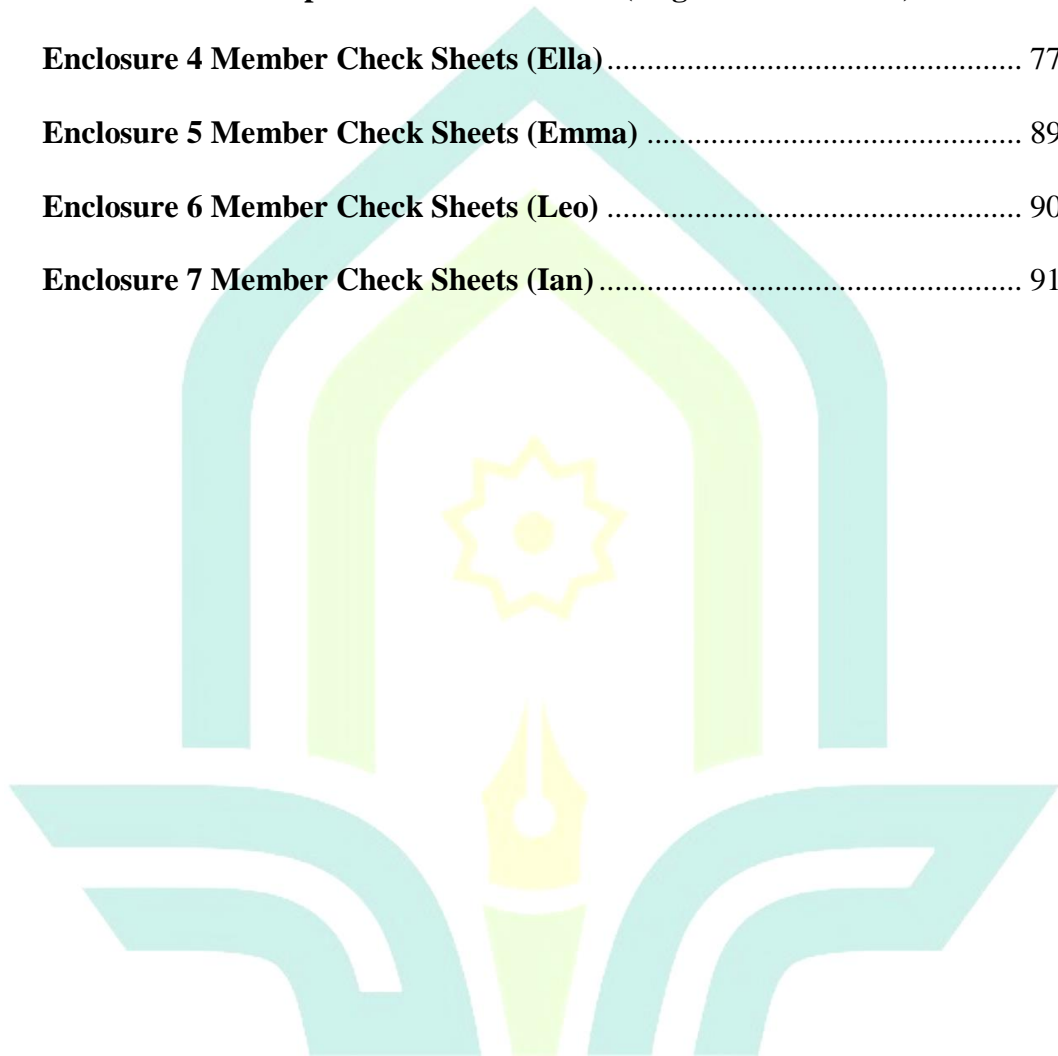 Enclosure 4 Member Check Sheets (Ella)................................................ 77
Enclosure 5 Member Check Sheets (Emma) ........................................... 89
Enclosure 6 Member Check Sheets (Leo) ................................................ 90
Enclosure 7 Member Check Sheets (Ian)................................................. 91